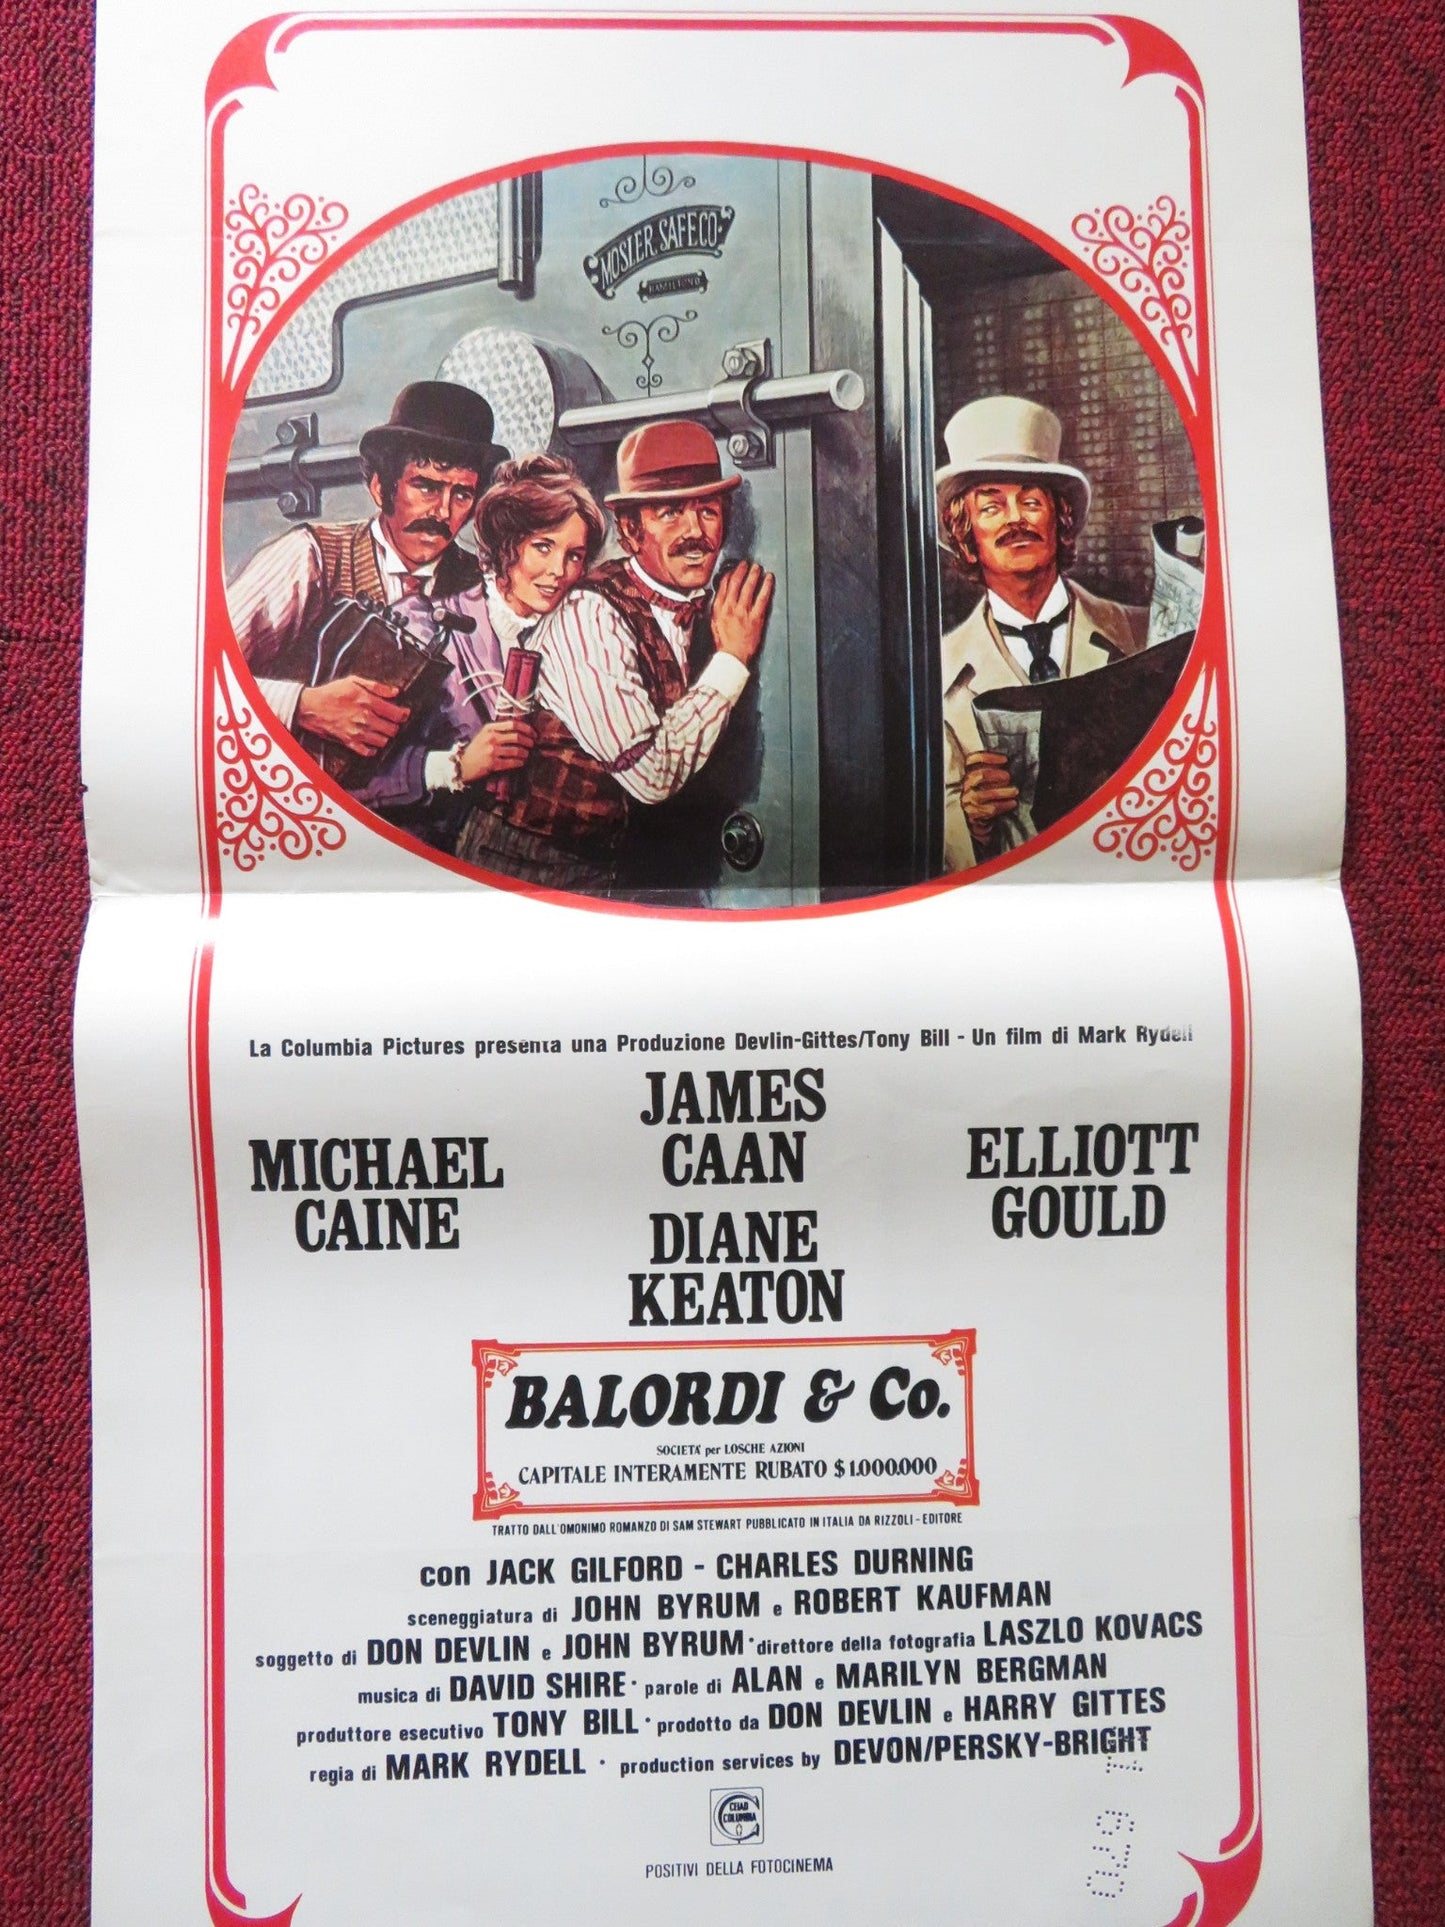 MOSLER SAFE CO.
HAMILTON O
La Columbia Pictures presenta una Produzione Devlin-Gittes/Tony Bill - Un film di Mark Rydell
JAMES
CAAN
MICHAEL
CAINE
ELLIOTT
GOULD
DIANE
KEATON
BALORDI & Co.
SOCIETA' per LOSCHE AZIONI
CAPITALE INTERAMENTE RUBATO $ 1.000.000
TRATTO DALL'OMONIMO ROMANZO DI SAM STEWART PUBBLICATO IN ITALIA DA RIZZOLI - EDITORE
con JACK GILFORD - CHARLES DURNING
sceneggiatura di JOHN BYRUM e ROBERT KAUFMAN
soggetto di DON DEVLIN e JOHN BYRUM · direttore della fotografia LASZLO KOVACS
musica di DAVID SHIRE · parole di ALAN e MARILYN BERGMAN
produttore esecutivo TONY BILL · prodotto da DON DEVLIN e HARRY GITTES
regia di MARK RYDELL · production services by DEVON/PERSKY-BRIGHT
CEIAD
COLUMBIA
POSITIVI DELLA FOTOCINEMA